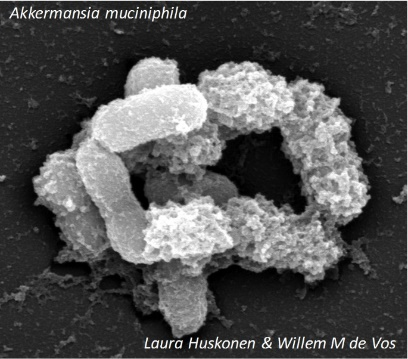 Akkermansia muciniphila
Laura Huskonen & Willem M de Vos